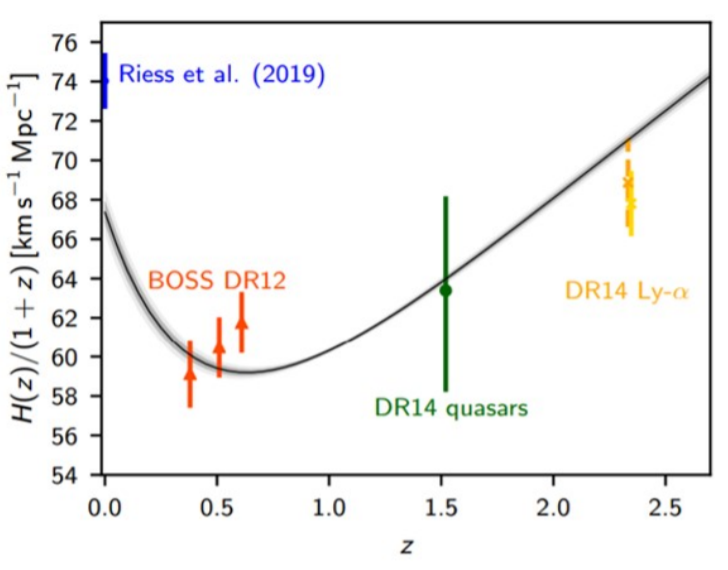 76
74
72
70
68
66
64
62
60
58
56
54
H(z)/(1 + z) [km s⁻¹ Mpc⁻¹]
Riess et al. (2019)
BOSS DR12
DR14 Ly-α
DR14 quasars
0.0 0.5 1.0 1.5 2.0 2.5
z